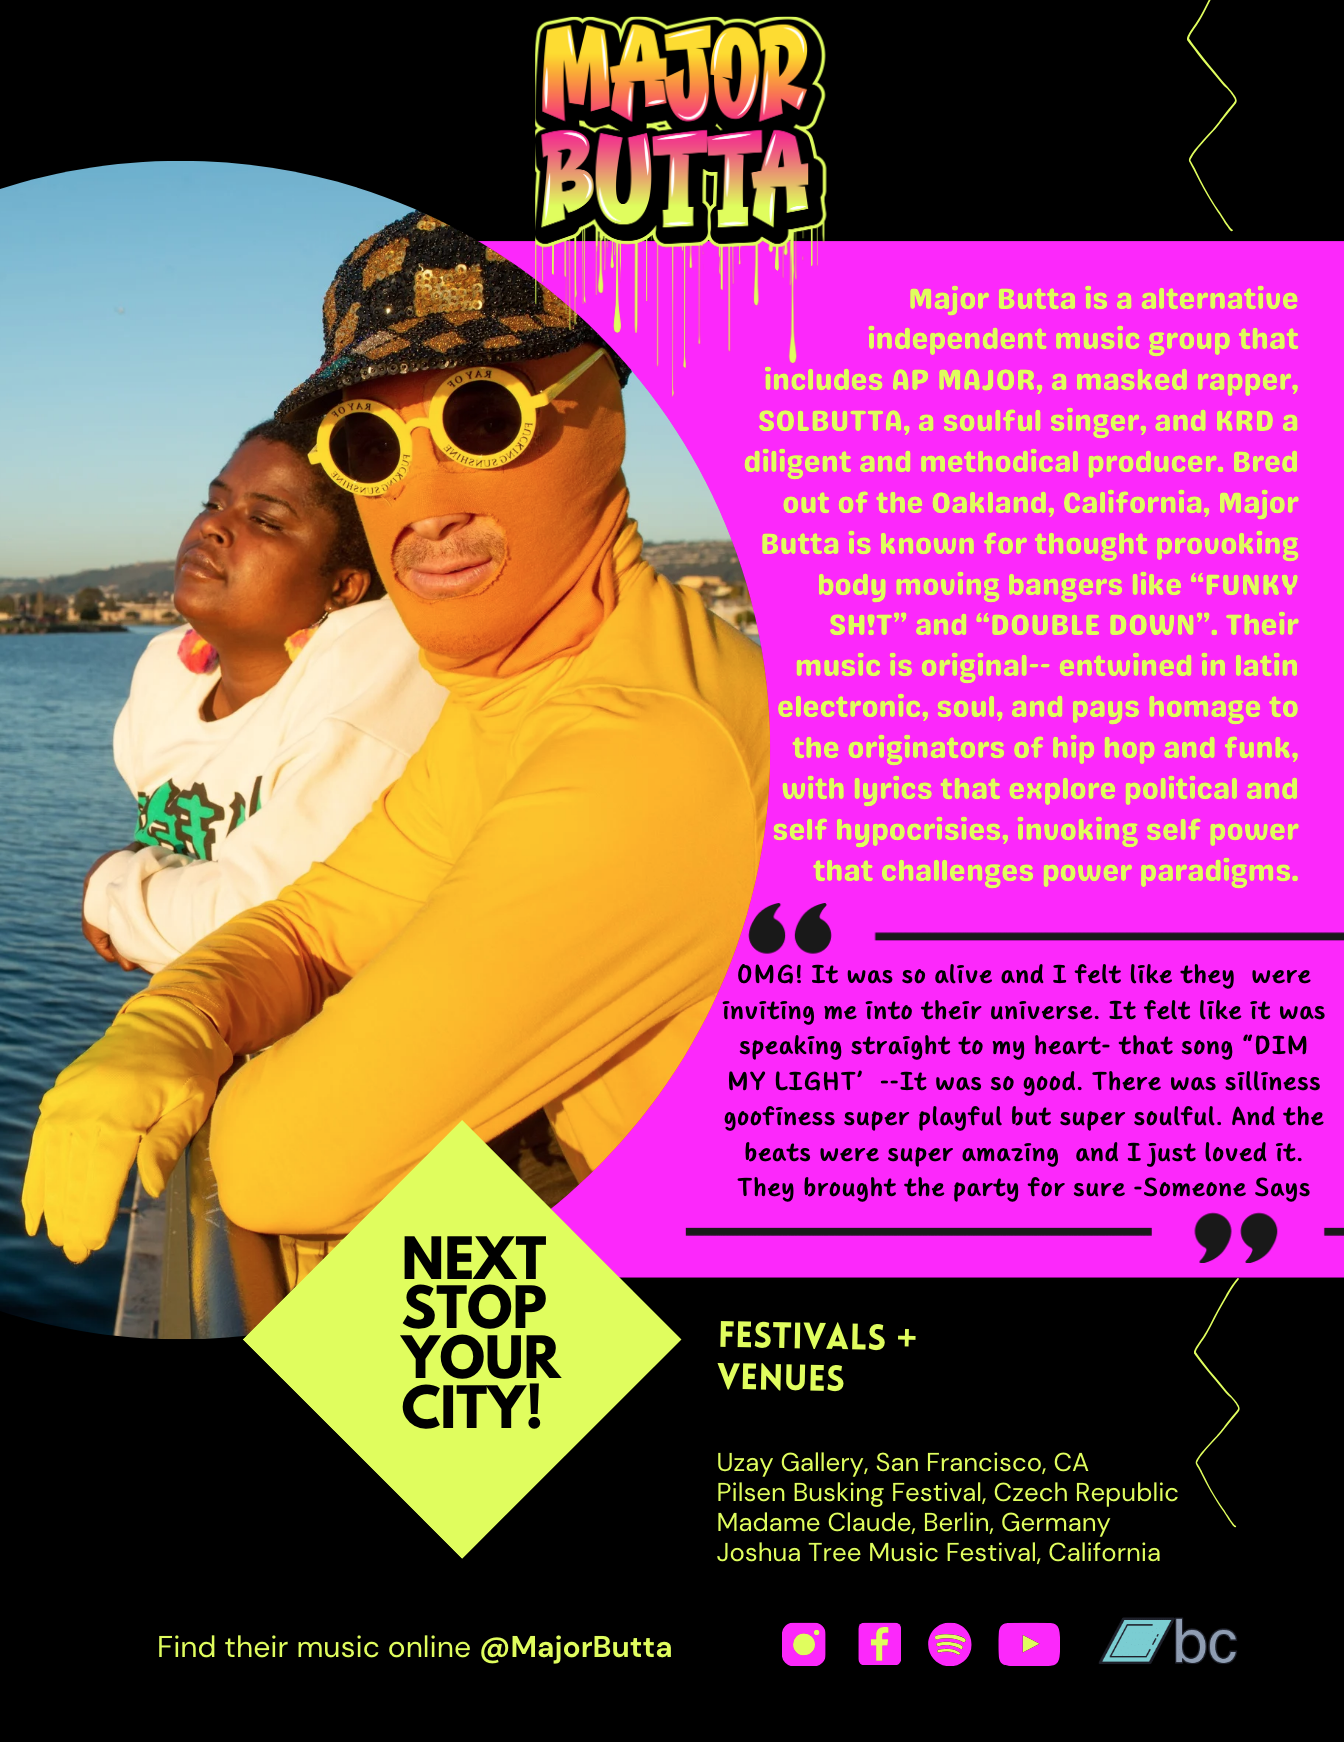 MAJOR
BUTTA
Major Butta is a alternative
independent music group that
includes AP MAJOR, a masked rapper,
SOLBUTTA, a soulful singer, and KRD a
diligent and methodical producer. Bred
out of the Oakland, California, Major
Butta is known for thought provoking
body moving bangers like “FUNKY
SH!T” and “DOUBLE DOWN”. Their
music is original-- entwined in latin
electronic, soul, and pays homage to
the originators of hip hop and funk,
with lyrics that explore political and
self hypocrisies, invoking self power
that challenges power paradigms.
RAY OF
FUCKING SUNSHINE
RAY OF
FUCKING SUNSHINE
“
OMG! It was so alive and I felt like they  were
inviting me into their universe. It felt like it was
speaking straight to my heart- that song “DIM
MY LIGHT’  --It was so good. There was silliness
goofiness super playful but super soulful. And the
beats were super amazing  and I just loved it.
They brought the party for sure -Someone Says
”
NEXT
STOP
YOUR
CITY!
FESTIVALS +
VENUES
Uzay Gallery, San Francisco, CA
Pilsen Busking Festival, Czech Republic
Madame Claude, Berlin, Germany
Joshua Tree Music Festival, California
Find their music online @MajorButta
bc